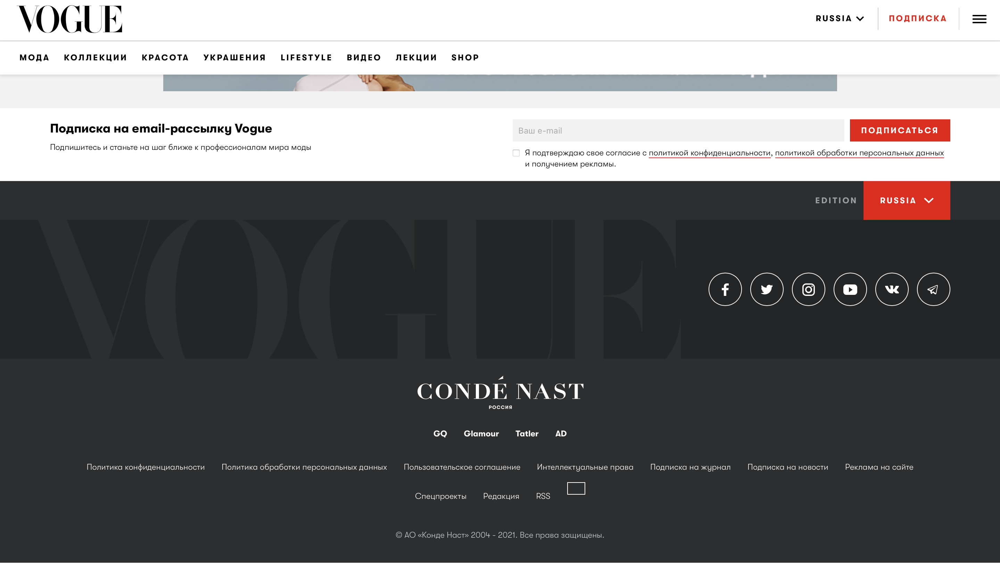 VOGUE
RUSSIA
ПОДПИСКА
МОДА КОЛЛЕКЦИИ КРАСОТА УКРАШЕНИЯ LIFESTYLE ВИДЕО ЛЕКЦИИ SHOP
Подписка на email-рассылку Vogue
Подпишитесь и станьте на шаг ближе к профессионалам мира моды
Ваш e-mail
ПОДПИСАТЬСЯ
Я подтверждаю свое согласие с политикой конфиденциальности, политикой обработки персональных данных
и получением рекламы.
EDITION
RUSSIA
VOGUE
CONDÉ NAST
РОССИЯ
GQ Glamour Tatler AD
Политика конфиденциальности Политика обработки персональных данных Пользовательское соглашение Интеллектуальные права Подписка на журнал Подписка на новости Реклама на сайте
Спецпроекты Редакция RSS
© АО «Конде Наст» 2004 - 2021. Все права защищены.